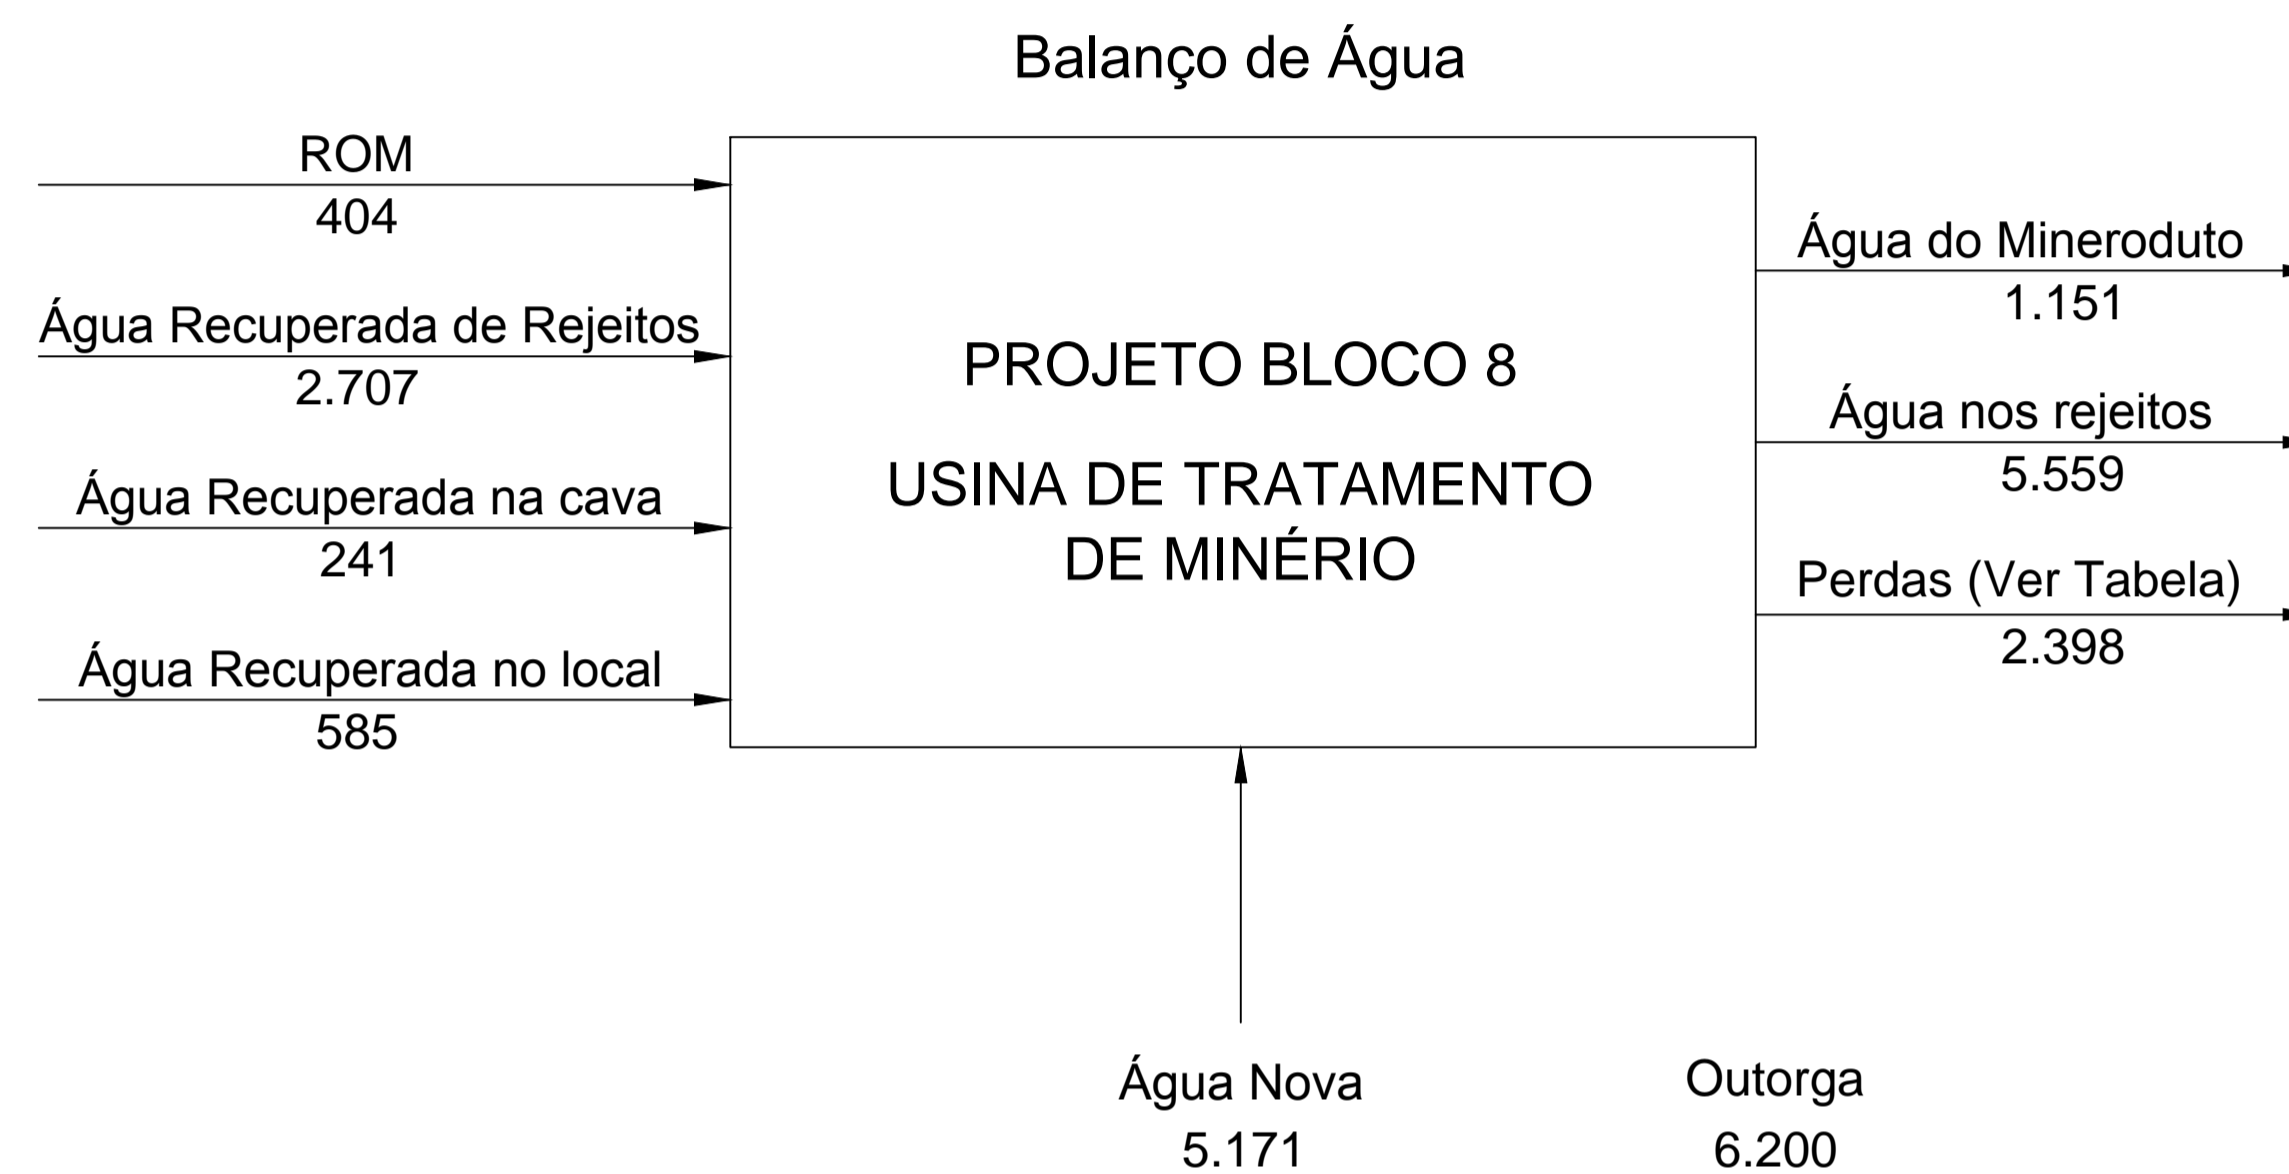 Balanço de Água
ROM
404
Água Recuperada de Rejeitos
2.707
Água Recuperada na cava
241
Água Recuperada no local
585
PROJETO BLOCO 8
USINA DE TRATAMENTO
DE MINÉRIO
Água do Mineroduto
1.151
Água nos rejeitos
5.559
Perdas (Ver Tabela)
2.398
Água Nova
5.171
Outorga
6.200